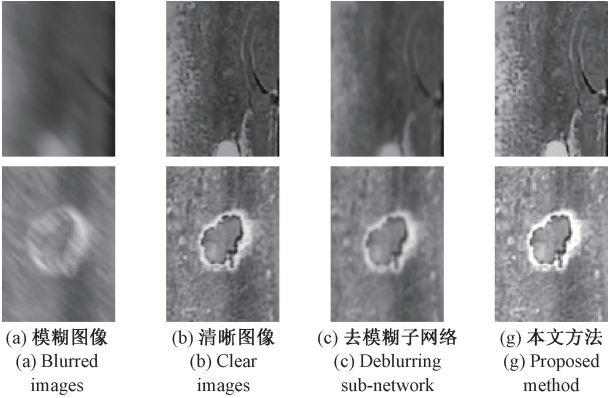 (a) 模糊图像 (b) 清晰图像 (c) 去模糊子网络 (g) 本文方法
(a) Blurred (b) Clear (c) Deblurring (g) Proposed
images images sub-network method